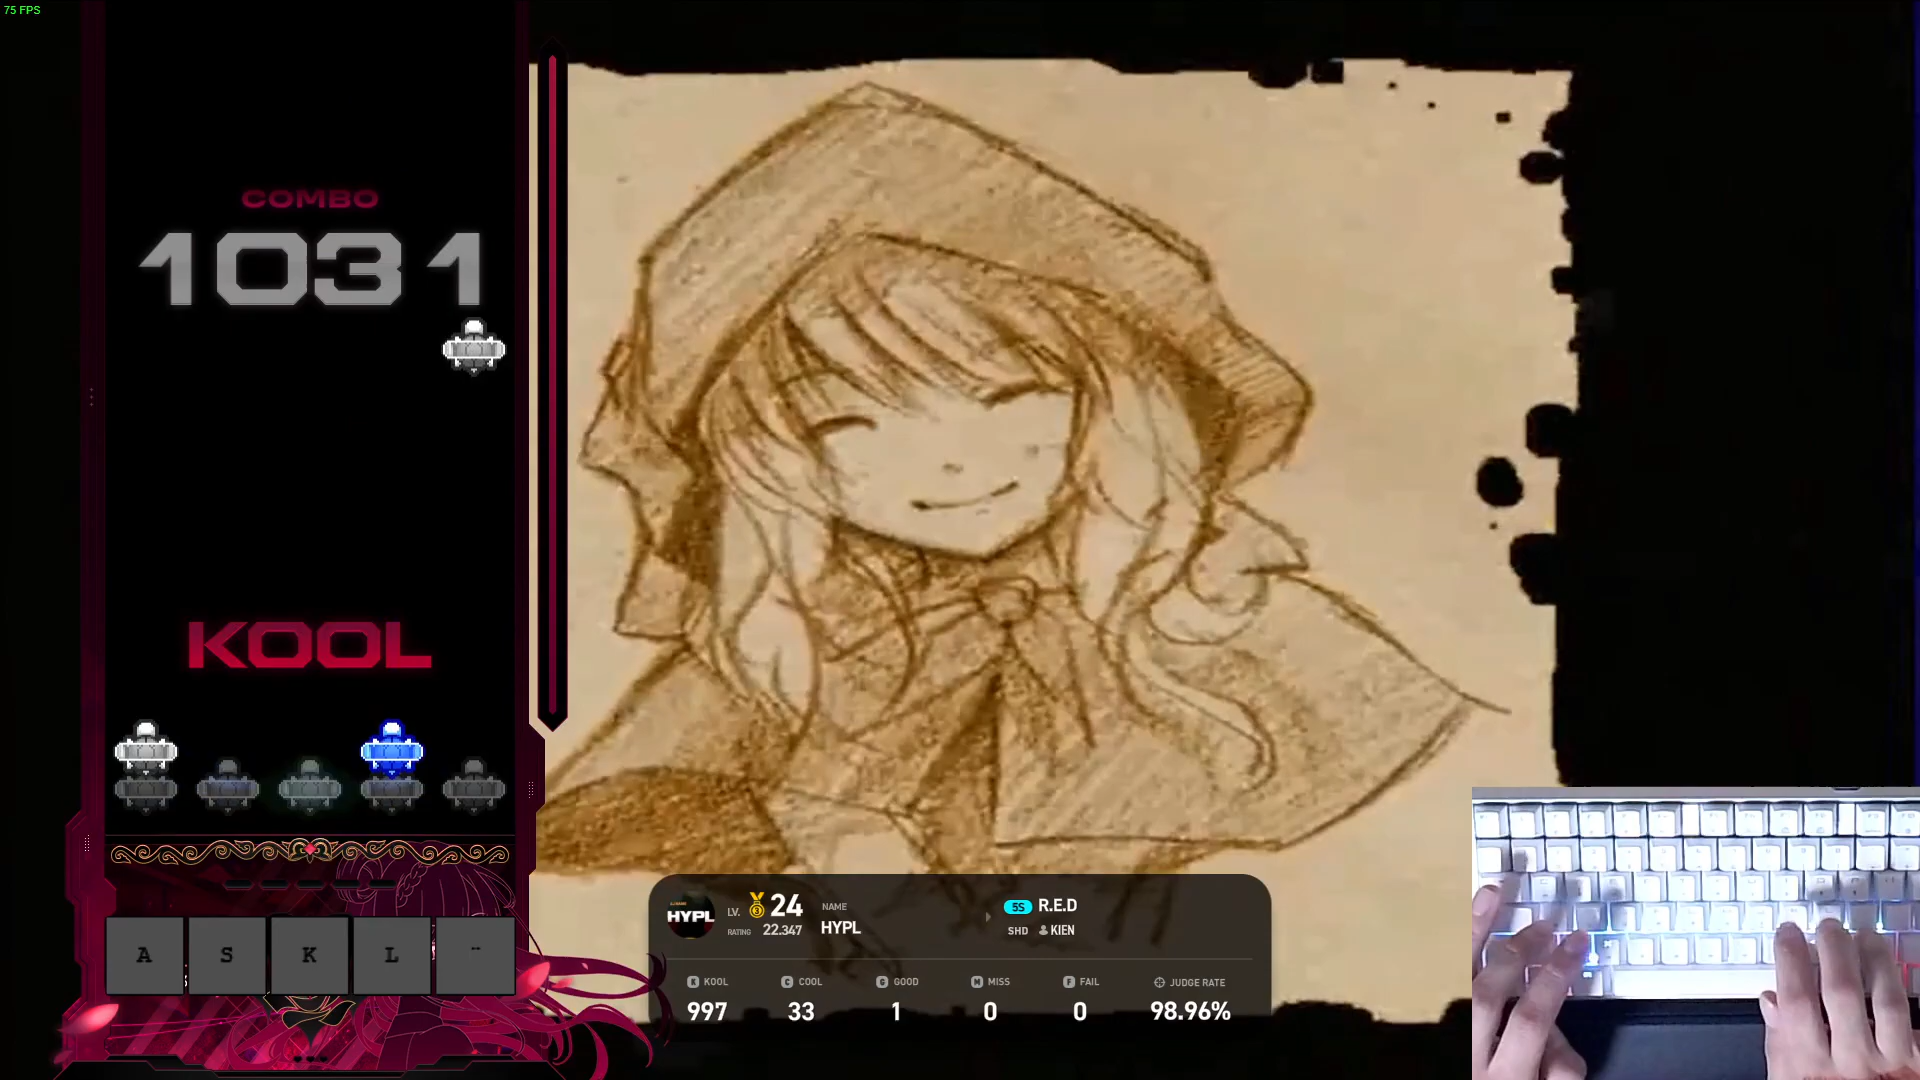 75 FPS
COMBO
1031
KOOL
A S K L ¨
HYPL
LV. 3 24
RATING 22.347
NAME
HYPL
5S R.E.D
SHD KIEN
K KOOL C COOL G GOOD M MISS F FAIL JUDGE RATE
997 33 1 0 0 98.96%